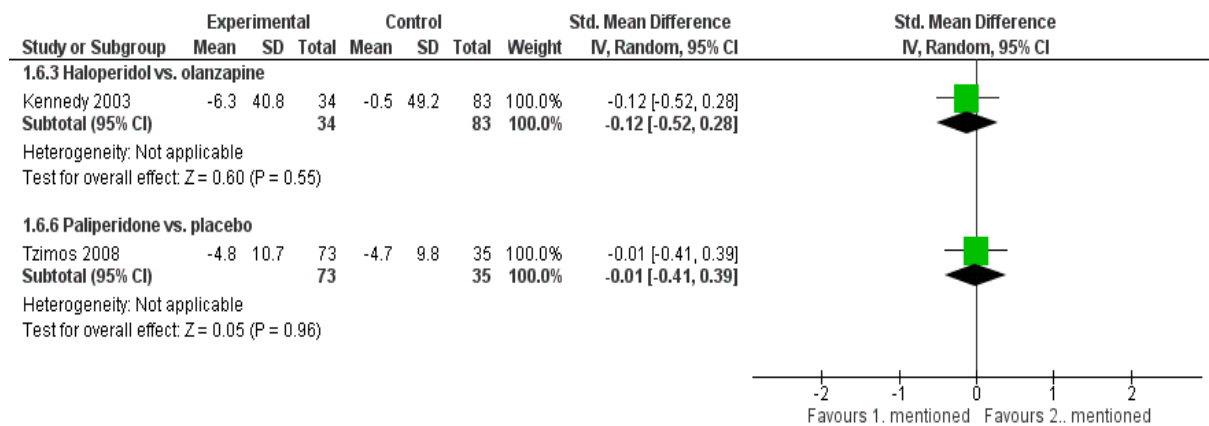 Experimental Control Std. Mean Difference Std. Mean Difference
Study or Subgroup Mean SD Total Mean SD Total Weight IV, Random, 95% CI IV, Random, 95% CI
1.6.3 Haloperidol vs. olanzapine
Kennedy 2003 -6.3 40.8 34 -0.5 49.2 83 100.0% -0.12 [-0.52, 0.28]
Subtotal (95% CI) 34 83 100.0% -0.12 [-0.52, 0.28]
Heterogeneity: Not applicable
Test for overall effect: Z = 0.60 (P = 0.55)
1.6.6 Paliperidone vs. placebo
Tzimos 2008 -4.8 10.7 73 -4.7 9.8 35 100.0% -0.01 [-0.41, 0.39]
Subtotal (95% CI) 73 35 100.0% -0.01 [-0.41, 0.39]
Heterogeneity: Not applicable
Test for overall effect: Z = 0.05 (P = 0.96)
-2 -1 0 1 2
Favours 1. mentioned Favours 2.. mentioned